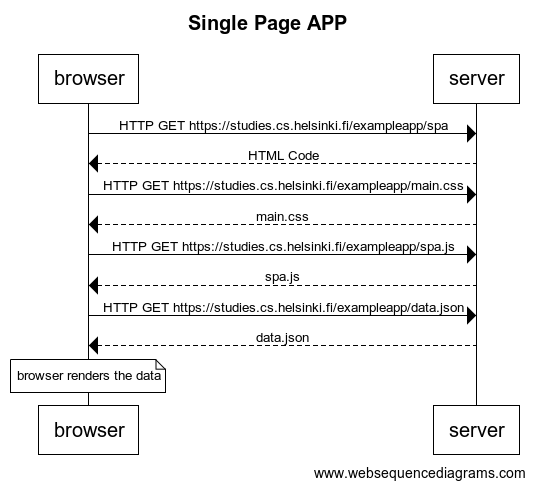 Single Page APP
browser server
HTTP GET https://studies.cs.helsinki.fi/exampleapp/spa
HTML Code
HTTP GET https://studies.cs.helsinki.fi/exampleapp/main.css
main.css
HTTP GET https://studies.cs.helsinki.fi/exampleapp/spa.js
spa.js
HTTP GET https://studies.cs.helsinki.fi/exampleapp/data.json
data.json
browser renders the data
browser server
www.websequencediagrams.com